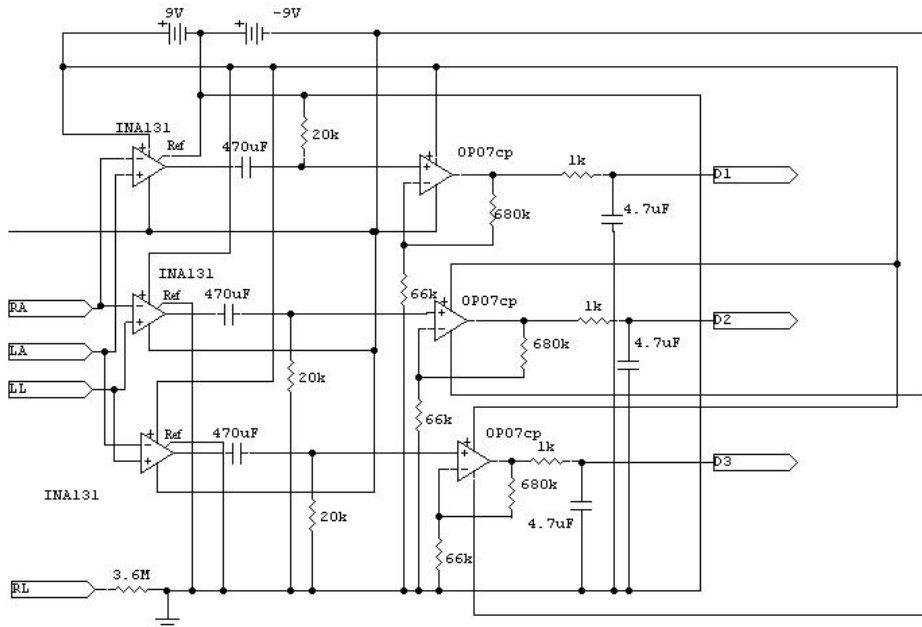 9V
-9V
INA131
Ref
470uF
20k
OP07cp
1k
D1
680k
4.7uF
INA131
Ref
470uF
66k
OP07cp
1k
RA
D2
680k
4.7uF
LA
20k
LL
66k
Ref
470uF
OP07cp
1k
D3
INA131
20k
680k
4.7uF
66k
RL
3.6M